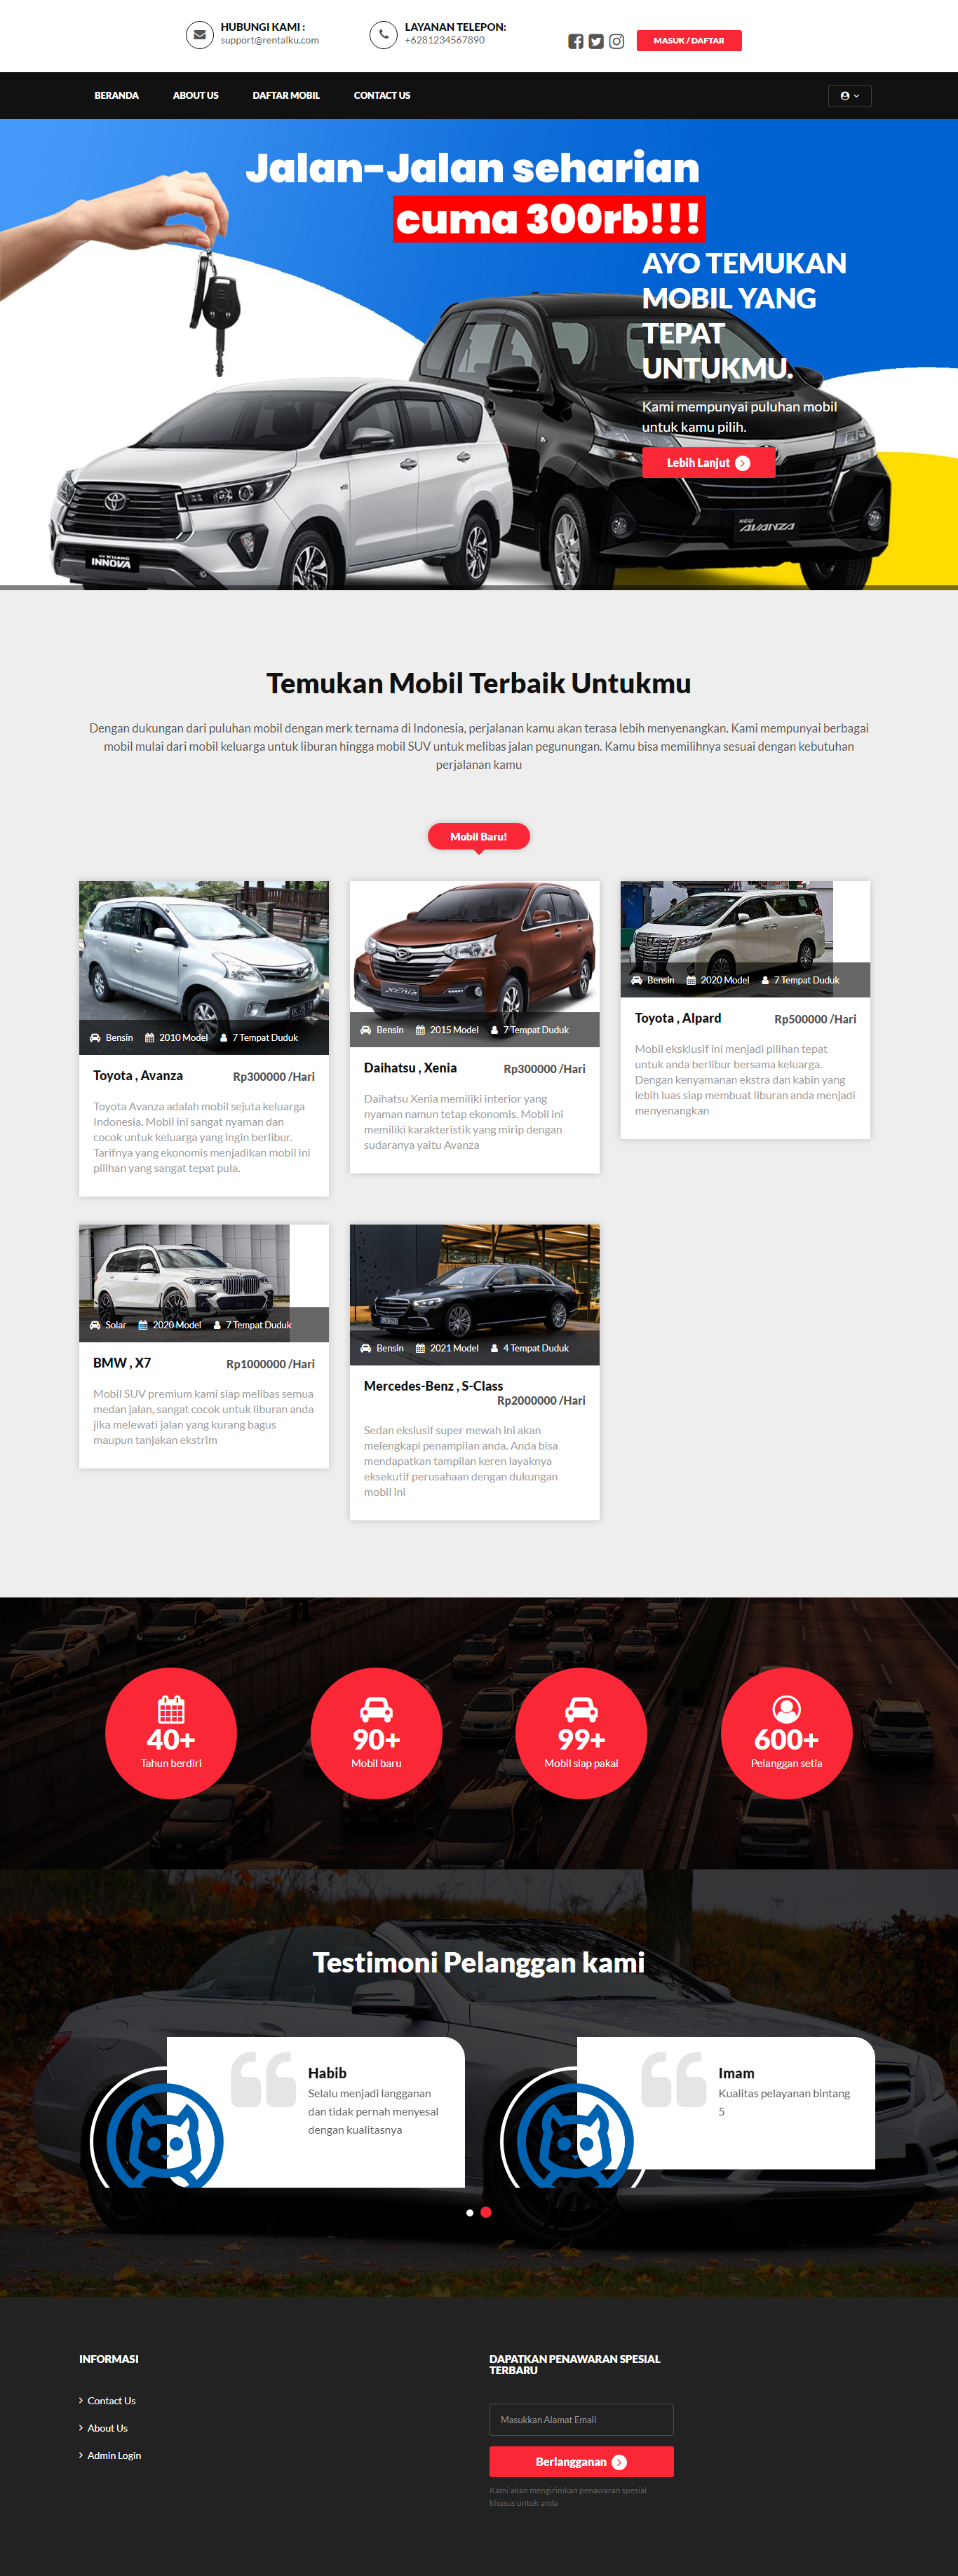 HUBUNGI KAMI :
support@rentalku.com
LAYANAN TELEPON:
+6281234567890
MASUK / DAFTAR
BERANDA
ABOUT US
DAFTAR MOBIL
CONTACT US
Jalan-Jalan seharian
cuma 300rb!!!
AYO TEMUKAN
MOBIL YANG
TEPAT
UNTUKMU.
Kami mempunyai puluhan mobil
untuk kamu pilih.
Lebih Lanjut
INNOVA
NEW
AVANZA
Temukan Mobil Terbaik Untukmu
Dengan dukungan dari puluhan mobil dengan merk ternama di Indonesia, perjalanan kamu akan terasa lebih menyenangkan. Kami mempunyai berbagai
mobil mulai dari mobil keluarga untuk liburan hingga mobil SUV untuk melibas jalan pegunungan. Kamu bisa memilihnya sesuai dengan kebutuhan
perjalanan kamu
Mobil Baru!
Bensin 2010 Model 7 Tempat Duduk
Toyota , Avanza
Rp300000 /Hari
Toyota Avanza adalah mobil sejuta keluarga
Indonesia. Mobil ini sangat nyaman dan
cocok untuk keluarga yang ingin berlibur.
Tarifnya yang ekonomis menjadikan mobil ini
pilihan yang sangat tepat pula.
XENIA
Bensin 2015 Model 7 Tempat Duduk
Daihatsu , Xenia
Rp300000 /Hari
Daihatsu Xenia memiliki interior yang
nyaman namun tetap ekonomis. Mobil ini
memiliki karakteristik yang mirip dengan
sudaranya yaitu Avanza
Bensin 2020 Model 7 Tempat Duduk
Toyota , Alpard
Rp500000 /Hari
Mobil eksklusif ini menjadi pilihan tepat
untuk anda berlibur bersama keluarga.
Dengan kenyamanan ekstra dan kabin yang
lebih luas siap membuat liburan anda menjadi
menyenangkan
Solar 2020 Model 7 Tempat Duduk
BMW , X7
Rp1000000 /Hari
Mobil SUV premium kami siap melibas semua
medan jalan, sangat cocok untuk liburan anda
jika melewati jalan yang kurang bagus
maupun tanjakan ekstrim
Bensin 2021 Model 4 Tempat Duduk
Mercedes-Benz , S-Class
Rp2000000 /Hari
Sedan ekslusif super mewah ini akan
melengkapi penampilan anda. Anda bisa
mendapatkan tampilan keren layaknya
eksekutif perusahaan dengan dukungan
mobil ini
40+
Tahun berdiri
90+
Mobil baru
99+
Mobil siap pakai
600+
Pelanggan setia
Testimoni Pelanggan kami
Habib
Selalu menjadi langganan
dan tidak pernah menyesal
dengan kualitasnya
Imam
Kualitas pelayanan bintang
5
INFORMASI
Contact Us
About Us
Admin Login
DAPATKAN PENAWARAN SPESIAL
TERBARU
Masukkan Alamat Email
Berlangganan
Kami akan mengirimkan penawaran spesial
khusus untuk anda